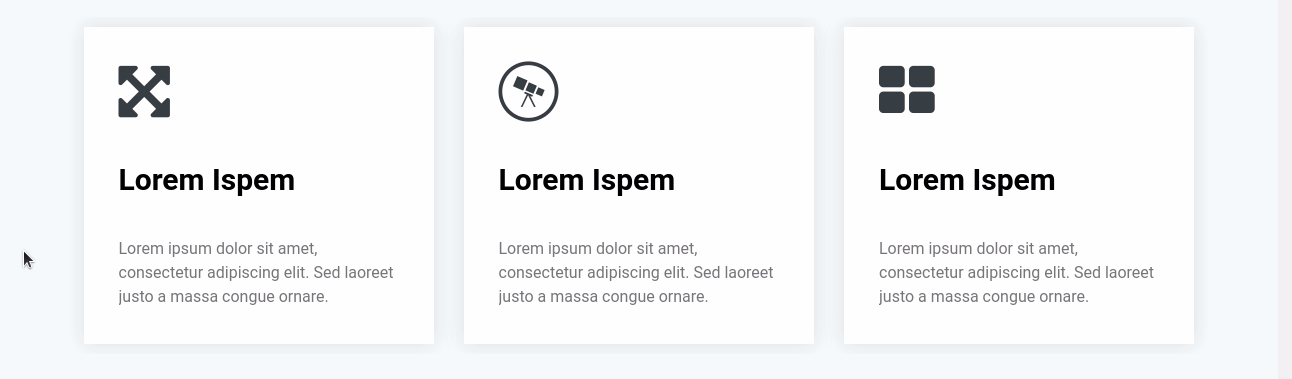 Lorem Ispem
Lorem ipsum dolor sit amet,
consectetur adipiscing elit. Sed laoreet
justo a massa congue ornare.
Lorem Ispem
Lorem ipsum dolor sit amet,
consectetur adipiscing elit. Sed laoreet
justo a massa congue ornare.
Lorem Ispem
Lorem ipsum dolor sit amet,
consectetur adipiscing elit. Sed laoreet
justo a massa congue ornare.